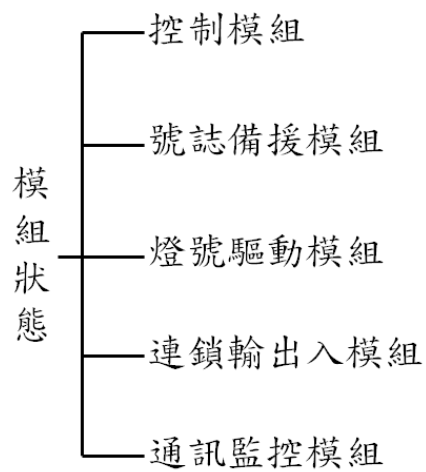 模組狀態
控制模組
號誌備援模組
燈號驅動模組
連鎖輸出入模組
通訊監控模組